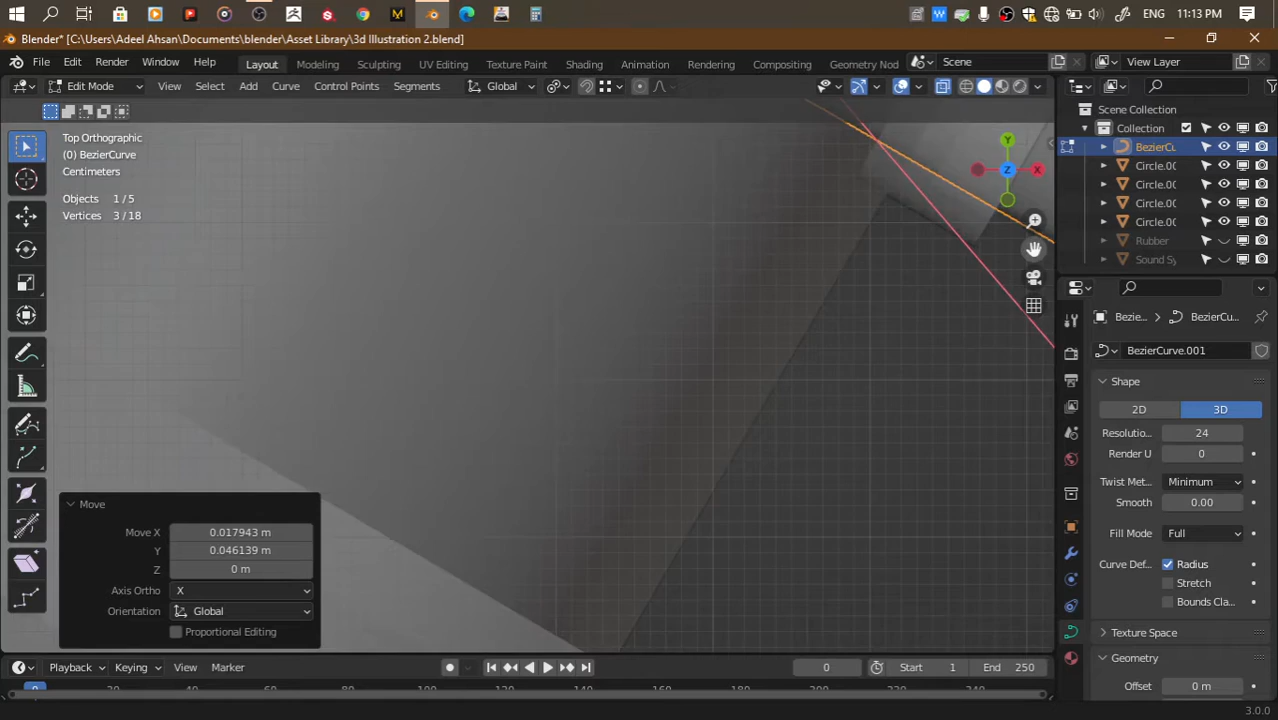 ENG 11:13 PM
Blender* [C:\Users\Adeel Ahsan\Documents\blender\Asset Library\3d Illustration 2.blend]
File Edit Render Window Help Layout Modeling Sculpting UV Editing Texture Paint Shading Animation Rendering Compositing Geometry Nod Scene View Layer
Edit Mode View Select Add Curve Control Points Segments Global
Top Orthographic
(0) BezierCurve
Centimeters
Objects 1 / 5
Vertices 3 / 18
Y
X
Z
Scene Collection
Collection
BezierCu
Circle.00
Circle.00
Circle.00
Circle.00
Rubber
Sound Sy
Bezie... > BezierCu...
BezierCurve.001
Shape
2D 3D
Resolutio... 24
Render U 0
Twist Met... Minimum
Smooth 0.00
Fill Mode Full
Curve Def... Radius
Stretch
Bounds Cla...
Texture Space
Geometry
Offset 0 m
Move
Move X 0.017943 m
Y 0.046139 m
Z 0 m
Axis Ortho X
Orientation Global
Proportional Editing
Playback Keying View Marker 0 Start 1 End 250
0
3.0.0